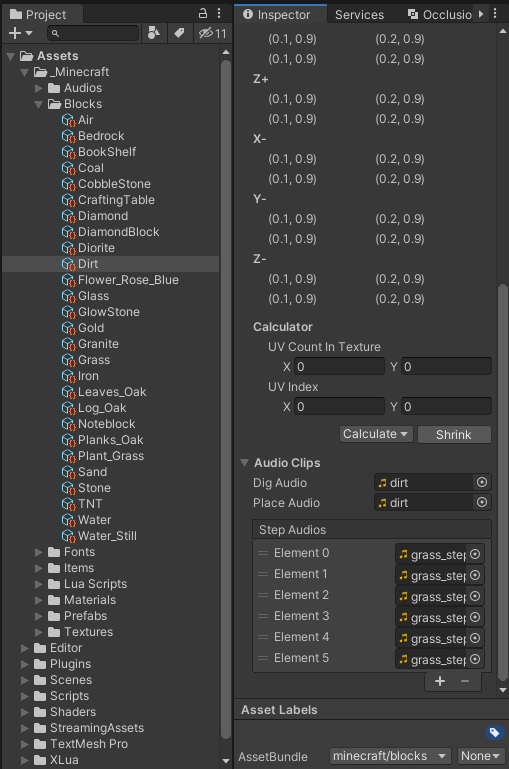 Project
11
Assets
_Minecraft
Audios
Blocks
Air
Bedrock
BookShelf
Coal
CobbleStone
CraftingTable
Diamond
DiamondBlock
Diorite
Dirt
Flower_Rose_Blue
Glass
GlowStone
Gold
Granite
Grass
Iron
Leaves_Oak
Log_Oak
Noteblock
Planks_Oak
Plant_Grass
Sand
Stone
TNT
Water
Water_Still
Fonts
Items
Lua Scripts
Materials
Prefabs
Textures
Editor
Plugins
Scenes
Scripts
Shaders
StreamingAssets
TextMesh Pro
XLua
Inspector Services Occlusio
(0.1, 0.9) (0.2, 0.9)
(0.1, 0.9) (0.2, 0.9)
Z+
(0.1, 0.9) (0.2, 0.9)
(0.1, 0.9) (0.2, 0.9)
X-
(0.1, 0.9) (0.2, 0.9)
(0.1, 0.9) (0.2, 0.9)
Y-
(0.1, 0.9) (0.2, 0.9)
(0.1, 0.9) (0.2, 0.9)
Z-
(0.1, 0.9) (0.2, 0.9)
(0.1, 0.9) (0.2, 0.9)
Calculator
UV Count In Texture
X 0 Y 0
UV Index
X 0 Y 0
Calculate Shrink
Audio Clips
Dig Audio dirt
Place Audio dirt
Step Audios
Element 0 grass_step
Element 1 grass_step
Element 2 grass_step
Element 3 grass_step
Element 4 grass_step
Element 5 grass_step
+ −
Asset Labels
AssetBundle minecraft/blocks None